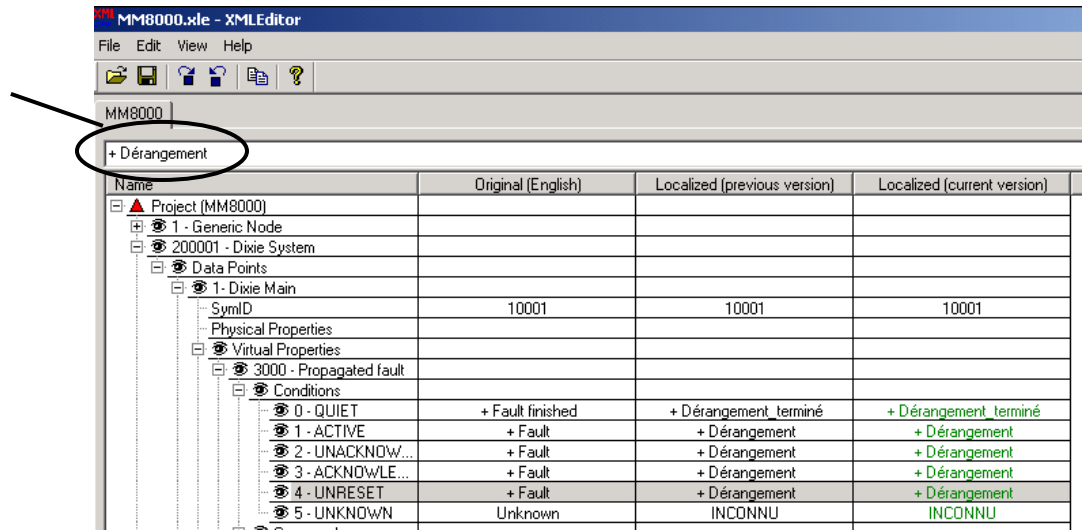 XML MM8000.xle - XMLEditor
File Edit View Help
MM8000
+ Dérangement
Name Original (English) Localized (previous version) Localized (current version)
Project (MM8000)
1 - Generic Node
200001 - Dixie System
Data Points
1- Dixie Main
SymID 10001 10001 10001
Physical Properties
Virtual Properties
3000 - Propagated fault
Conditions
0 - QUIET + Fault finished + Dérangement_terminé + Dérangement_terminé
1 - ACTIVE + Fault + Dérangement + Dérangement
2 - UNACKNOW... + Fault + Dérangement + Dérangement
3 - ACKNOWLE... + Fault + Dérangement + Dérangement
4 - UNRESET + Fault + Dérangement + Dérangement
5 - UNKNOWN Unknown INCONNU INCONNU